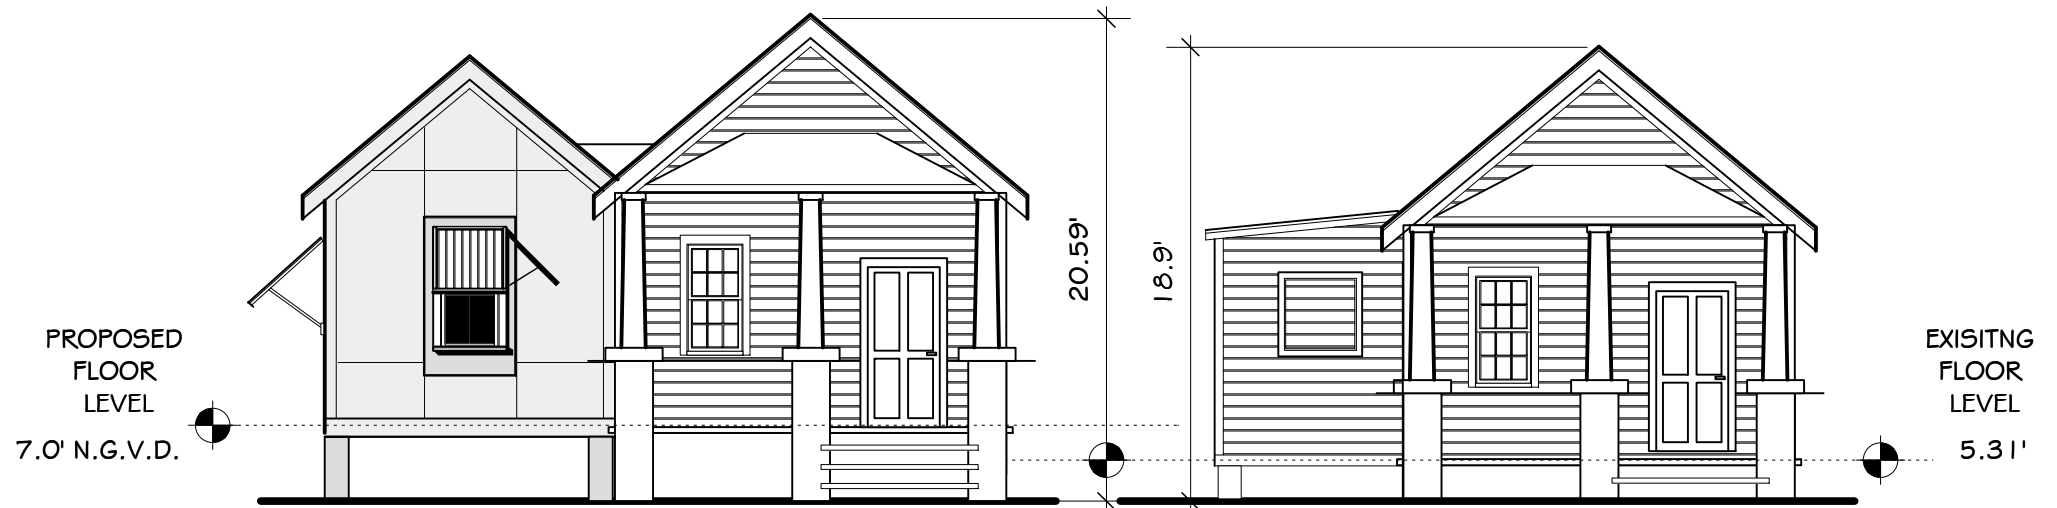 PROPOSED
FLOOR
LEVEL
7.0' N.G.V.D.
20.59'
18.9'
EXISITNG
FLOOR
LEVEL
5.31'